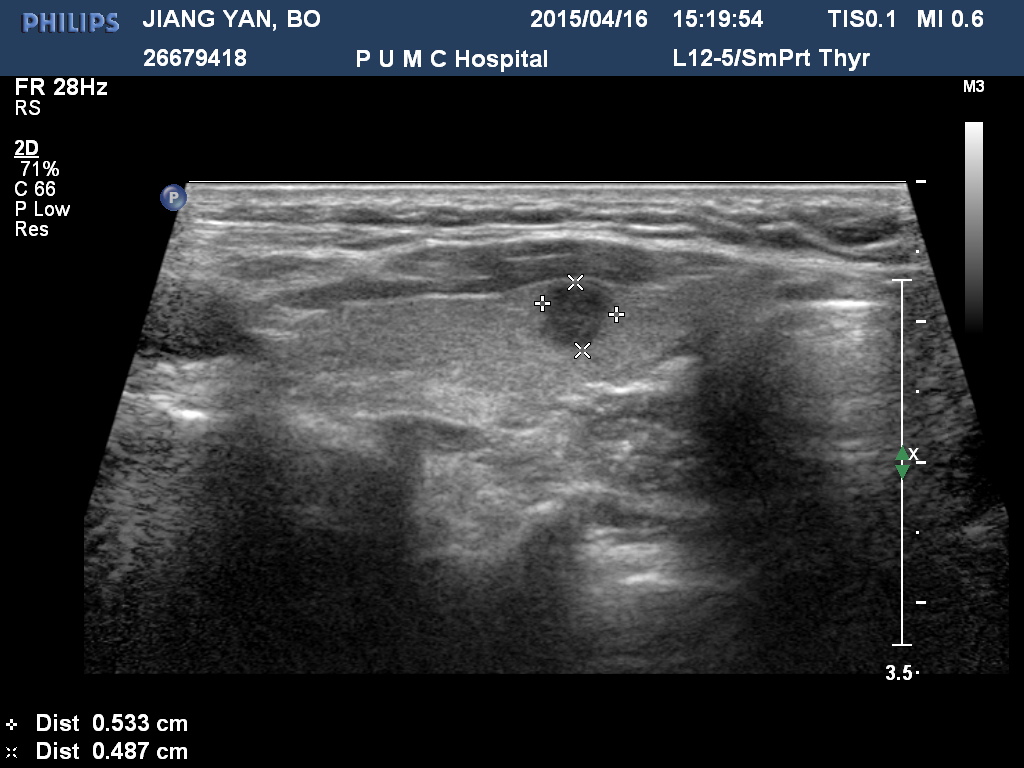 PHILIPS JIANG YAN, BO 2015/04/16 15:19:54 TIS0.1 MI 0.6
26679418 P U M C Hospital L12-5/SmPrt Thyr
FR 28Hz
RS
M3
2D
71%
C 66
P Low
Res
P
X
3.5
Dist 0.533 cm
Dist 0.487 cm